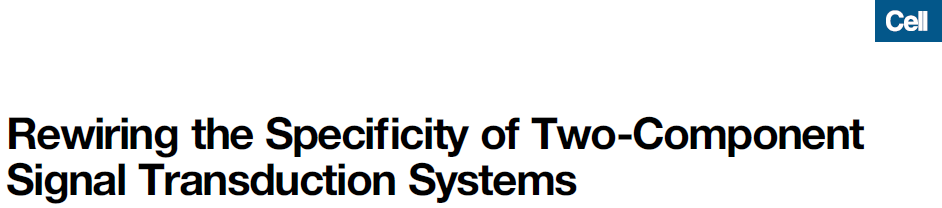 Cell
Rewiring the Specificity of Two-Component
Signal Transduction Systems